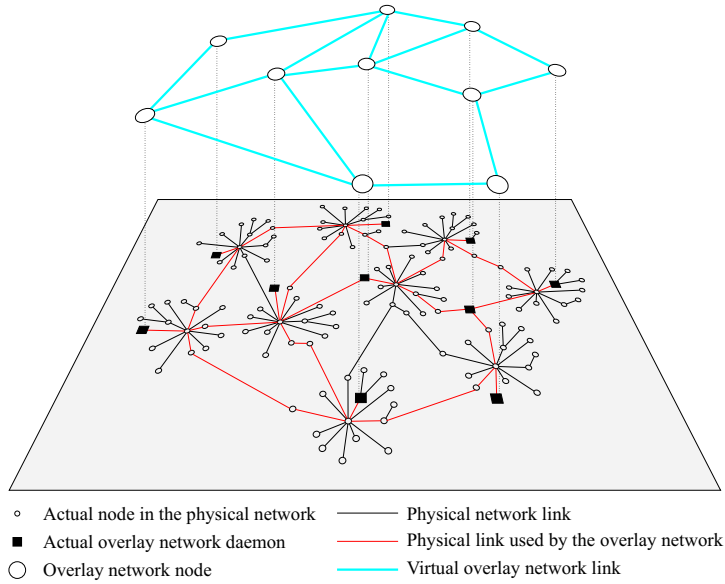 Actual node in the physical network
Physical network link
Actual overlay network daemon
Physical link used by the overlay network
Overlay network node
Virtual overlay network link